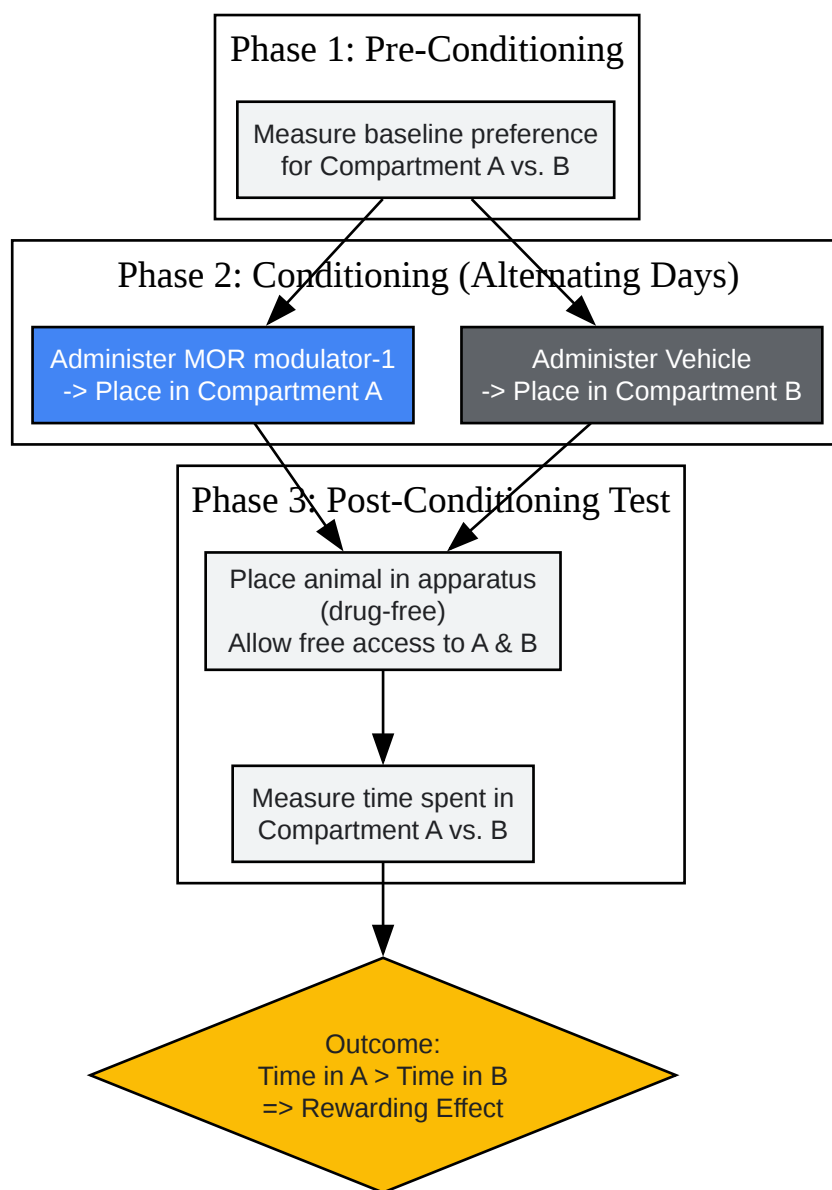 Phase 1: Pre-Conditioning
Measure baseline preference
for Compartment A vs. B
Phase 2: Conditioning (Alternating Days)
Administer MOR modulator-1
-> Place in Compartment A
Administer Vehicle
-> Place in Compartment B
Phase 3: Post-Conditioning Test
Place animal in apparatus
(drug-free)
Allow free access to A & B
Measure time spent in
Compartment A vs. B
Outcome:
Time in A > Time in B
=> Rewarding Effect